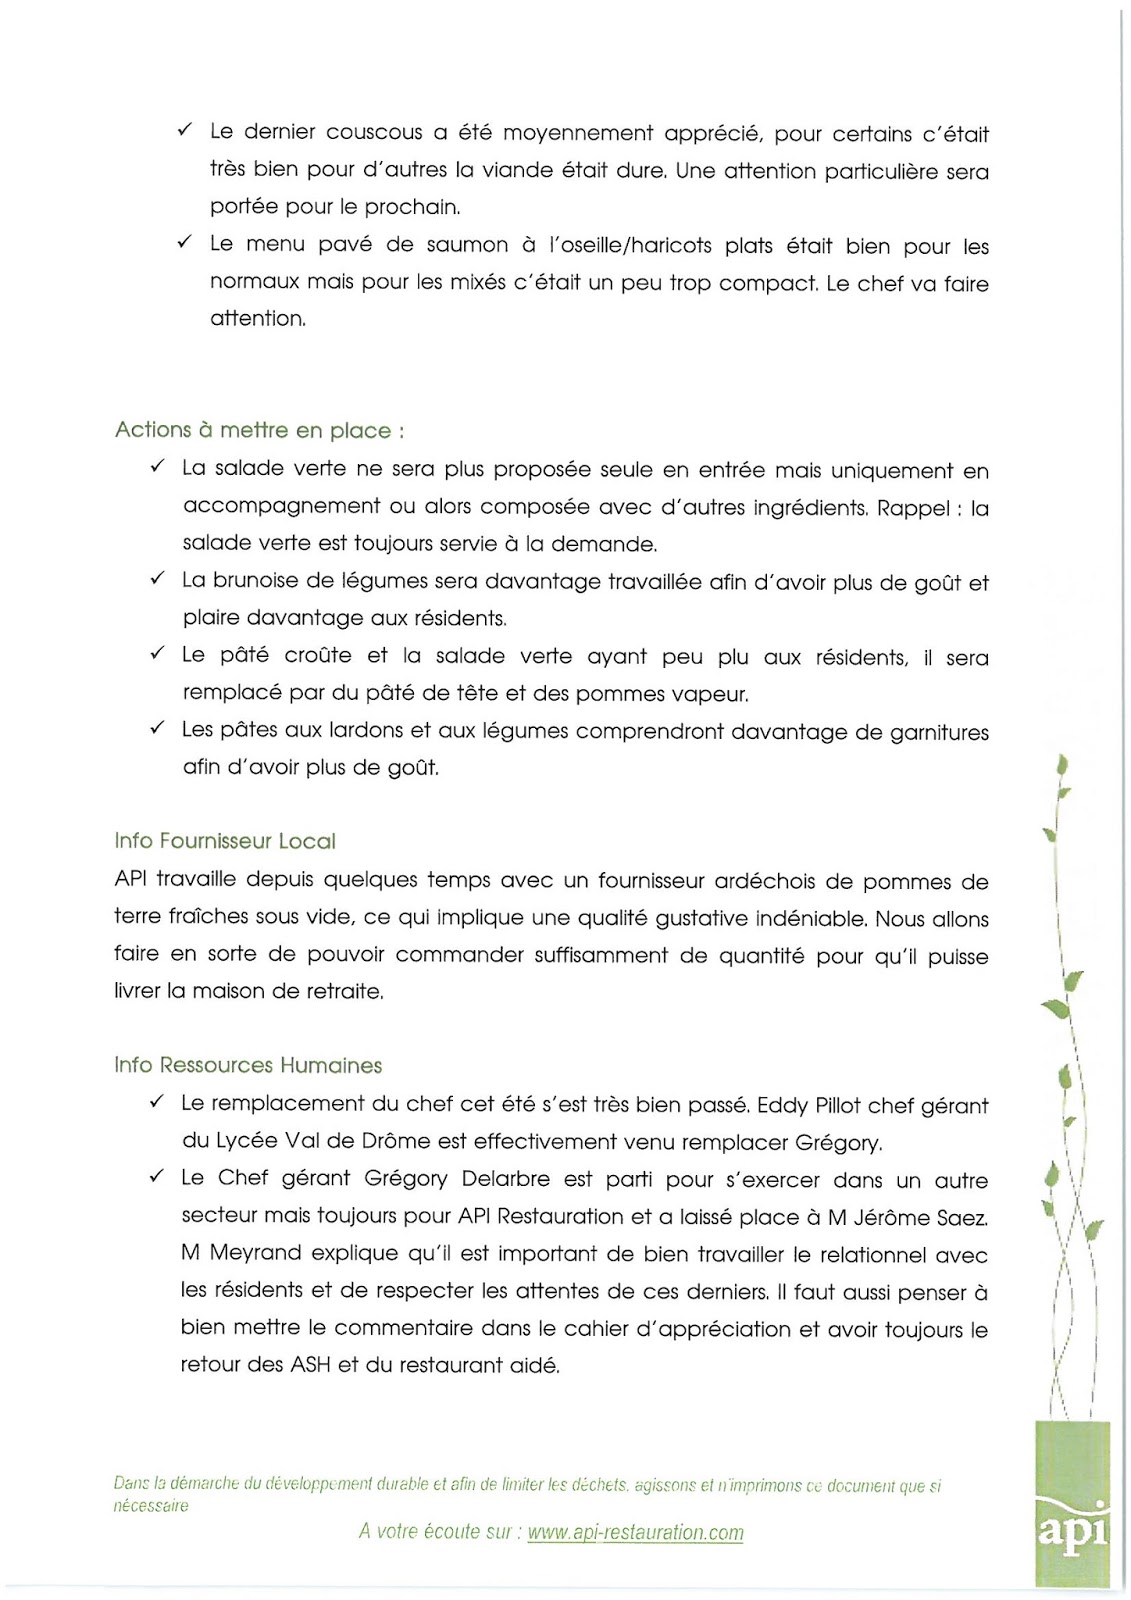 ✓ Le dernier couscous a été moyennement apprécié, pour certains c'était
très bien pour d'autres la viande était dure. Une attention particulière sera
portée pour le prochain.
✓ Le menu pavé de saumon à l'oseille/haricots plats était bien pour les
normaux mais pour les mixés c'était un peu trop compact. Le chef va faire
attention.
Actions à mettre en place :
✓ La salade verte ne sera plus proposée seule en entrée mais uniquement en
accompagnement ou alors composée avec d'autres ingrédients. Rappel : la
salade verte est toujours servie à la demande.
✓ La brunoise de légumes sera davantage travaillée afin d'avoir plus de goût et
plaire davantage aux résidents.
✓ Le pâté croûte et la salade verte ayant peu plu aux résidents, il sera
remplacé par du pâté de tête et des pommes vapeur.
✓ Les pâtes aux lardons et aux légumes comprendront davantage de garnitures
afin d'avoir plus de goût.
Info Fournisseur Local
API travaille depuis quelques temps avec un fournisseur ardéchois de pommes de
terre fraîches sous vide, ce qui implique une qualité gustative indéniable. Nous allons
faire en sorte de pouvoir commander suffisamment de quantité pour qu'il puisse
livrer la maison de retraite.
Info Ressources Humaines
✓ Le remplacement du chef cet été s'est très bien passé. Eddy Pillot chef gérant
du Lycée Val de Drôme est effectivement venu remplacer Grégory.
✓ Le Chef gérant Grégory Delarbre est parti pour s'exercer dans un autre
secteur mais toujours pour API Restauration et a laissé place à M Jérôme Saez.
M Meyrand explique qu'il est important de bien travailler le relationnel avec
les résidents et de respecter les attentes de ces derniers. Il faut aussi penser à
bien mettre le commentaire dans le cahier d'appréciation et avoir toujours le
retour des ASH et du restaurant aidé.
Dans la démarche du développement durable et afin de limiter les déchets, agissons et n'imprimons ce document que si
nécessaire
A votre écoute sur : www.api-restauration.com
api